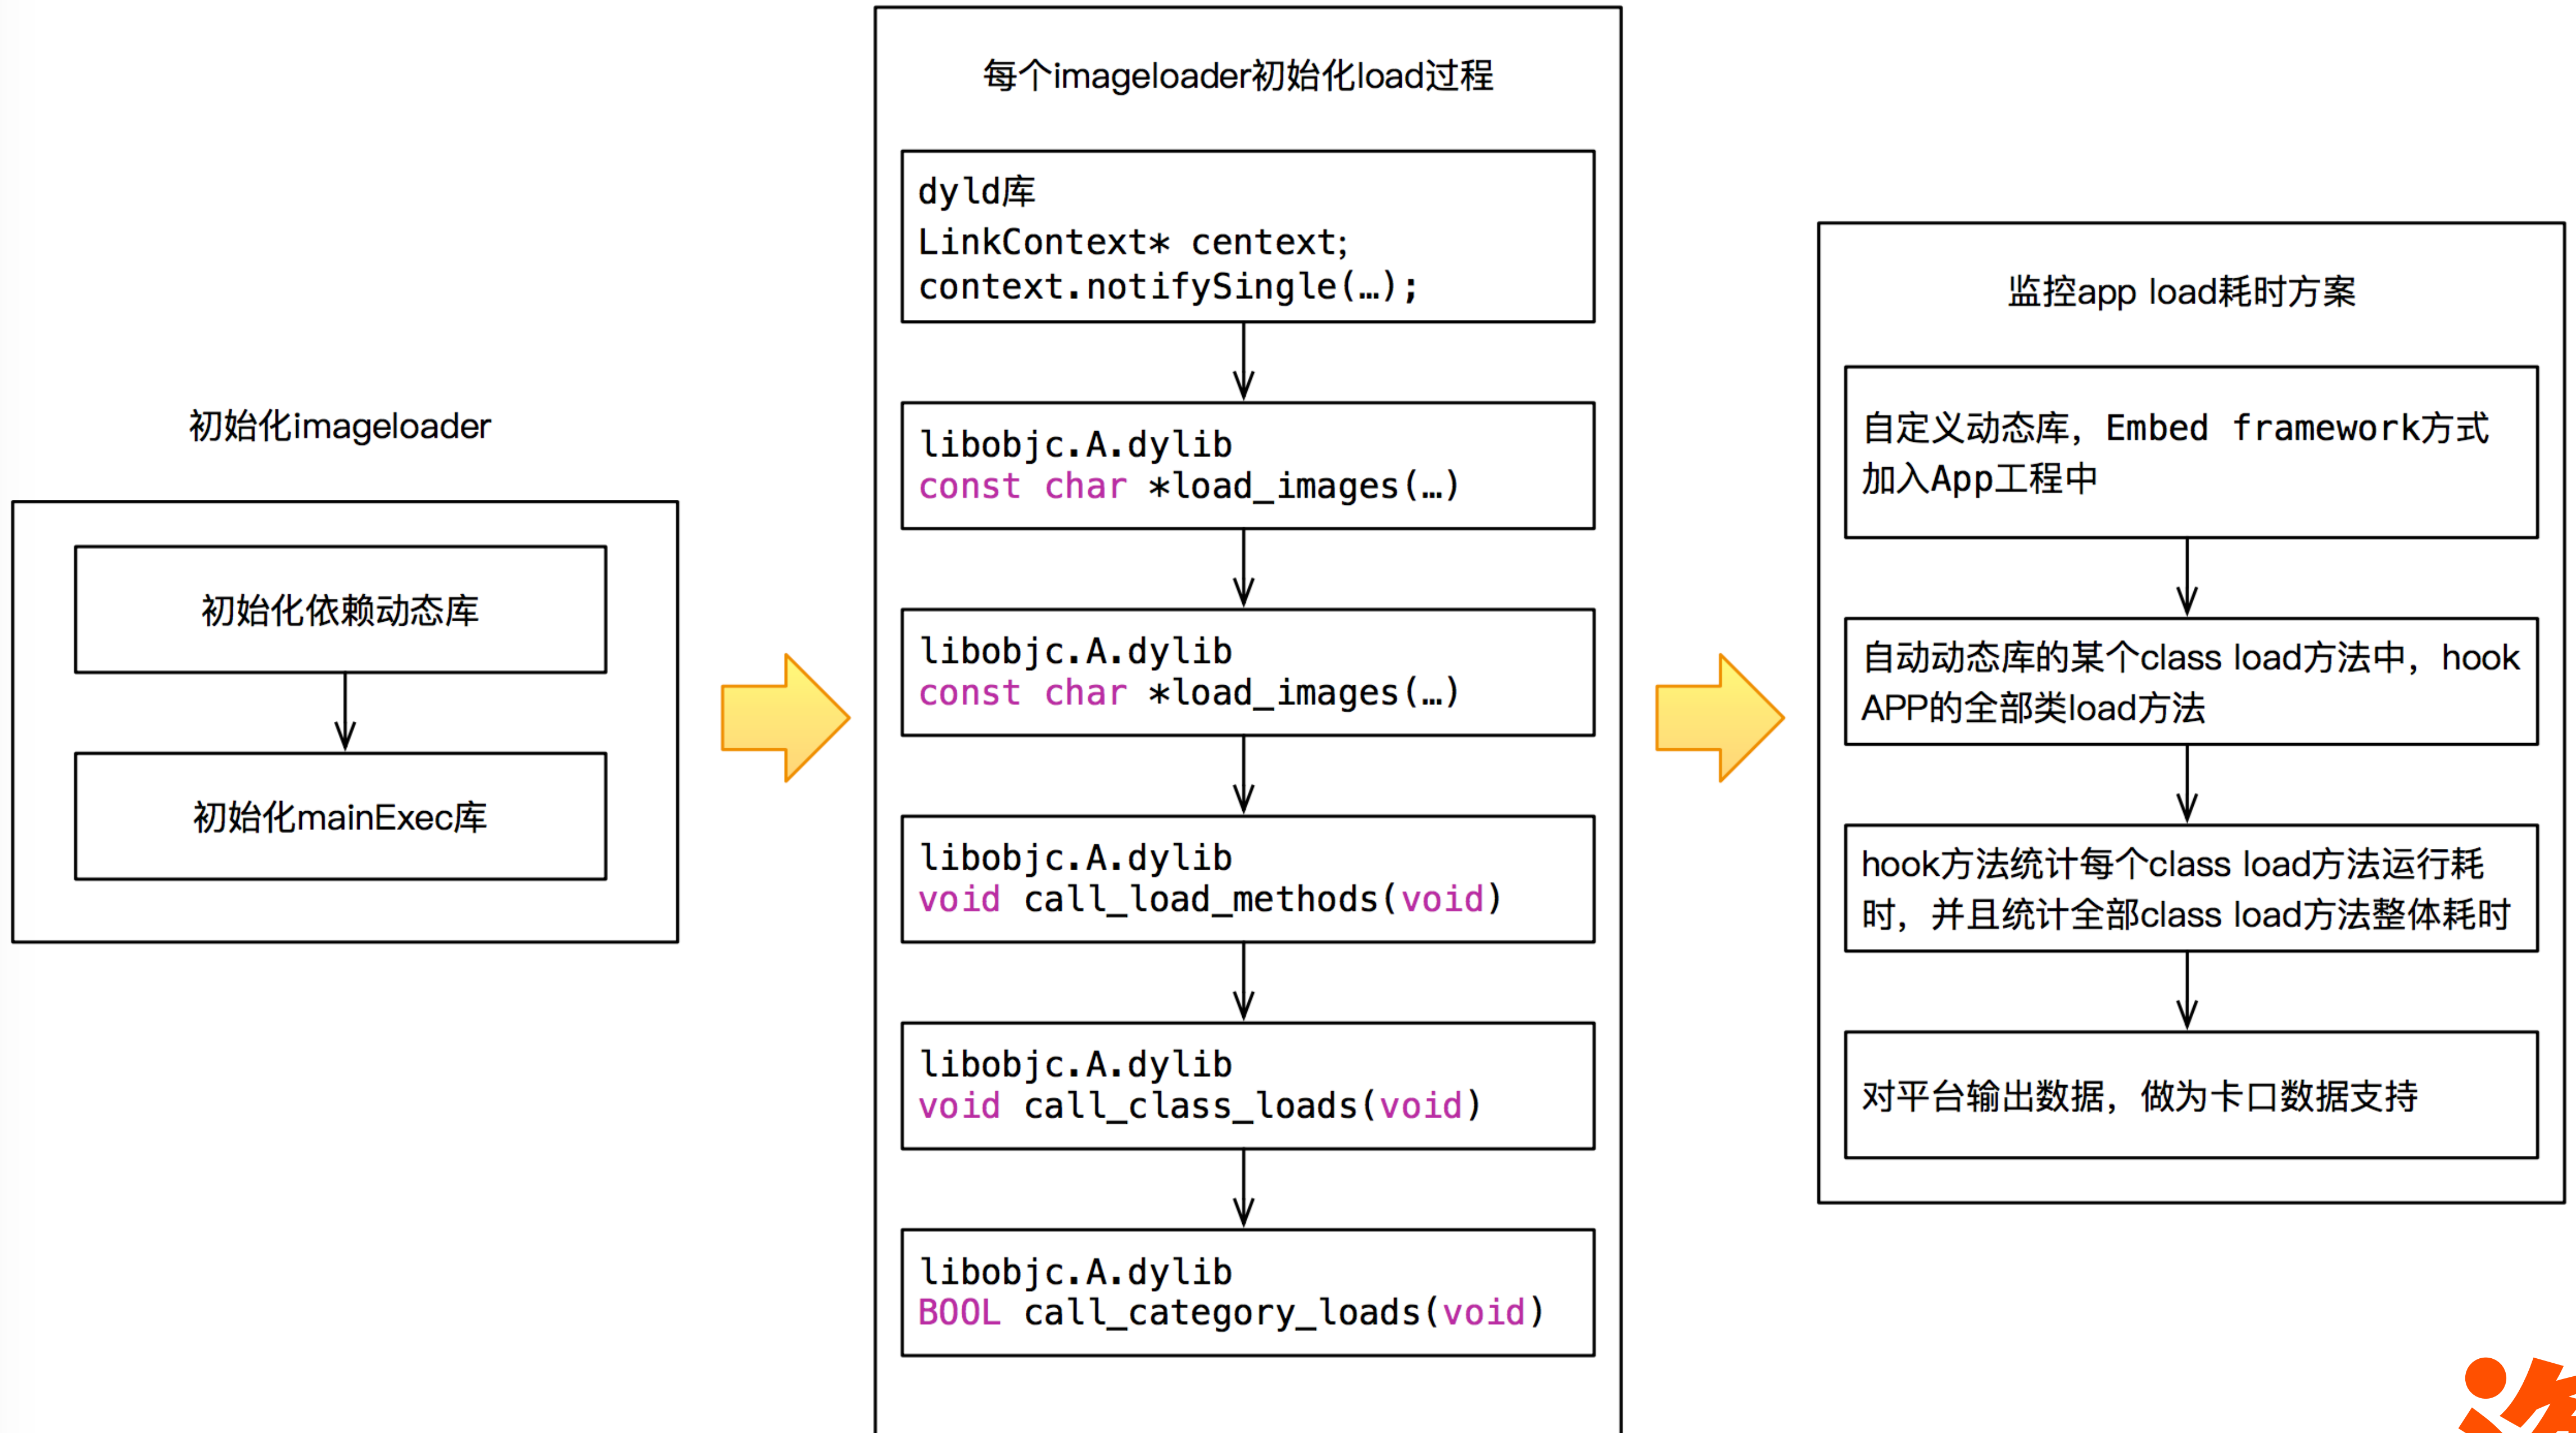 初始化imageloader
初始化依赖动态库
初始化mainExec库
每个imageloader初始化load过程
dyld库
LinkContext* centext;
context.notifySingle(…);
libobjc.A.dylib
const char *load_images(…)
libobjc.A.dylib
const char *load_images(…)
libobjc.A.dylib
void call_load_methods(void)
libobjc.A.dylib
void call_class_loads(void)
libobjc.A.dylib
BOOL call_category_loads(void)
监控app load耗时方案
自定义动态库，Embed framework方式
加入App工程中
自动动态库的某个class load方法中，hook
APP的全部类load方法
hook方法统计每个class load方法运行耗
时，并且统计全部class load方法整体耗时
对平台输出数据，做为卡口数据支持